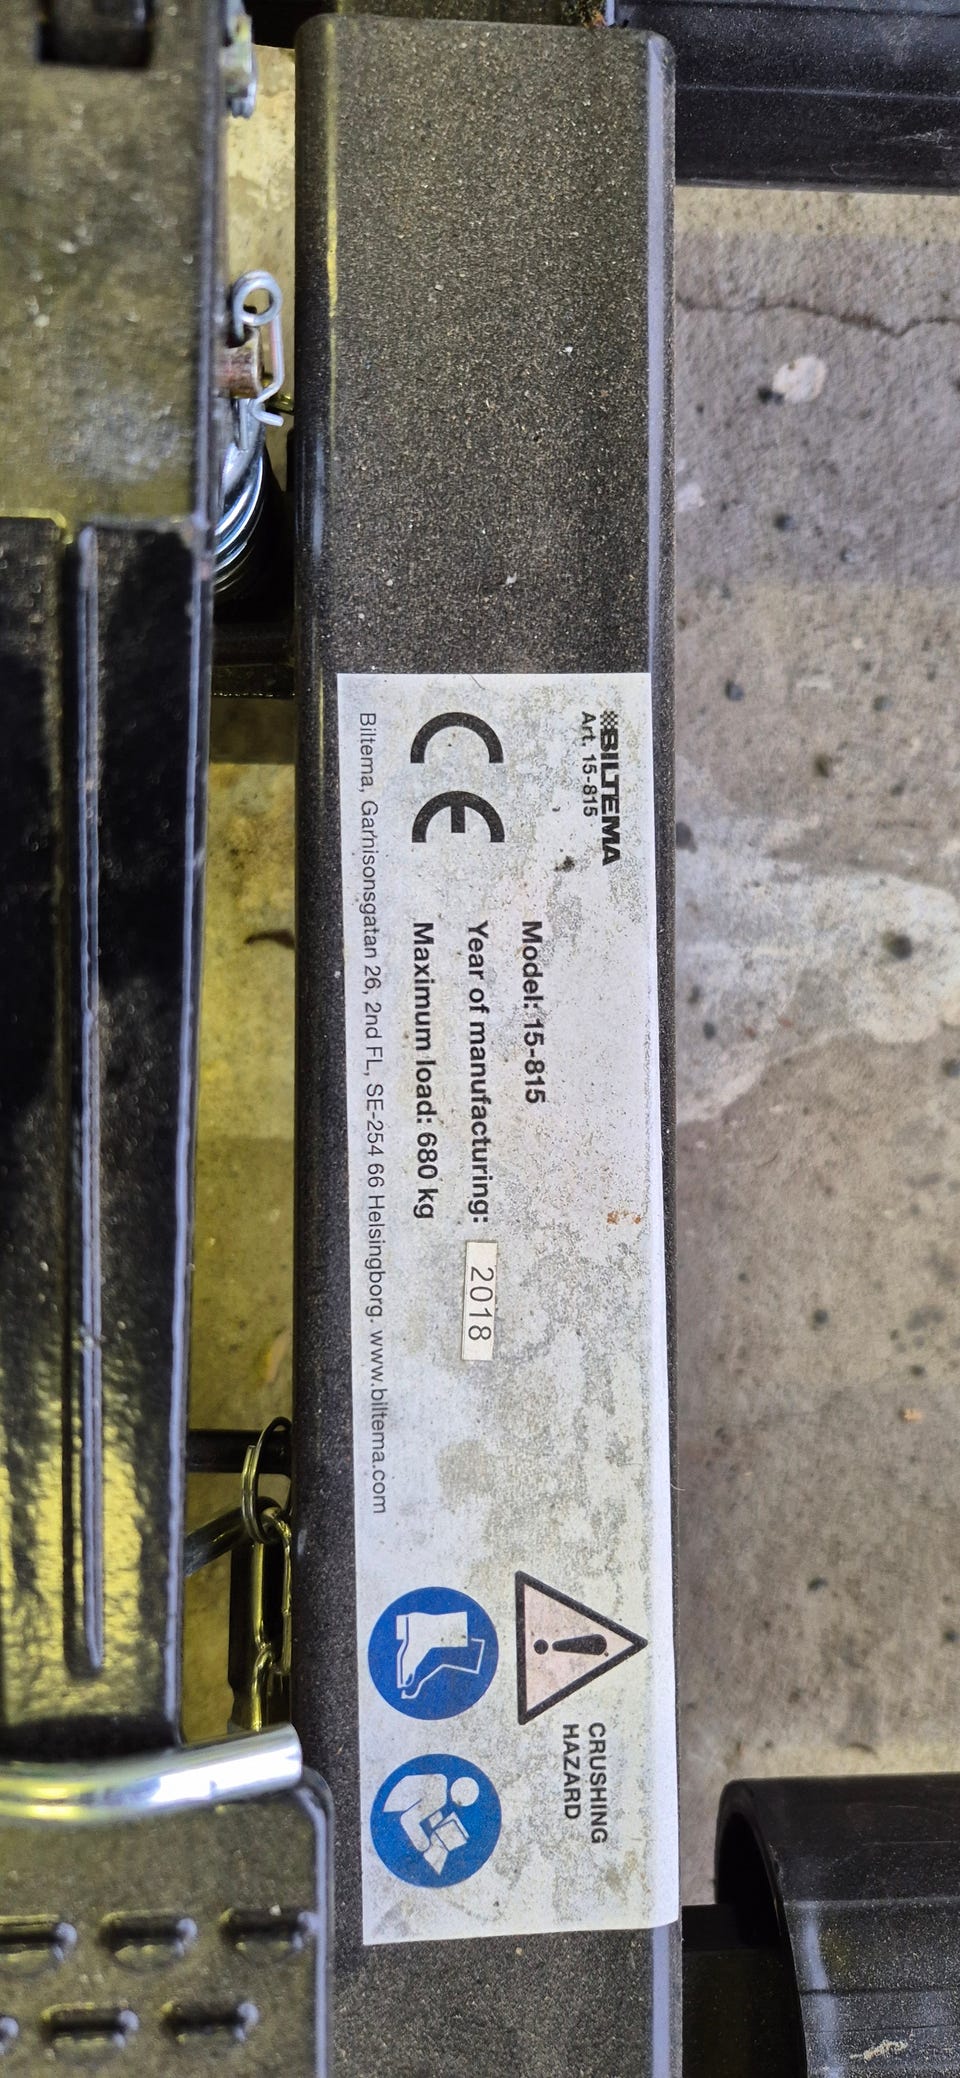 BILTEMA
Art. 15-815
Model: 15-815
Year of manufacturing: 2018
Maximum load: 680 kg
CE
Biltema, Garnisonsgatan 26, 2nd FL, SE-254 66 Helsingborg. www.biltema.com
CRUSHING
HAZARD